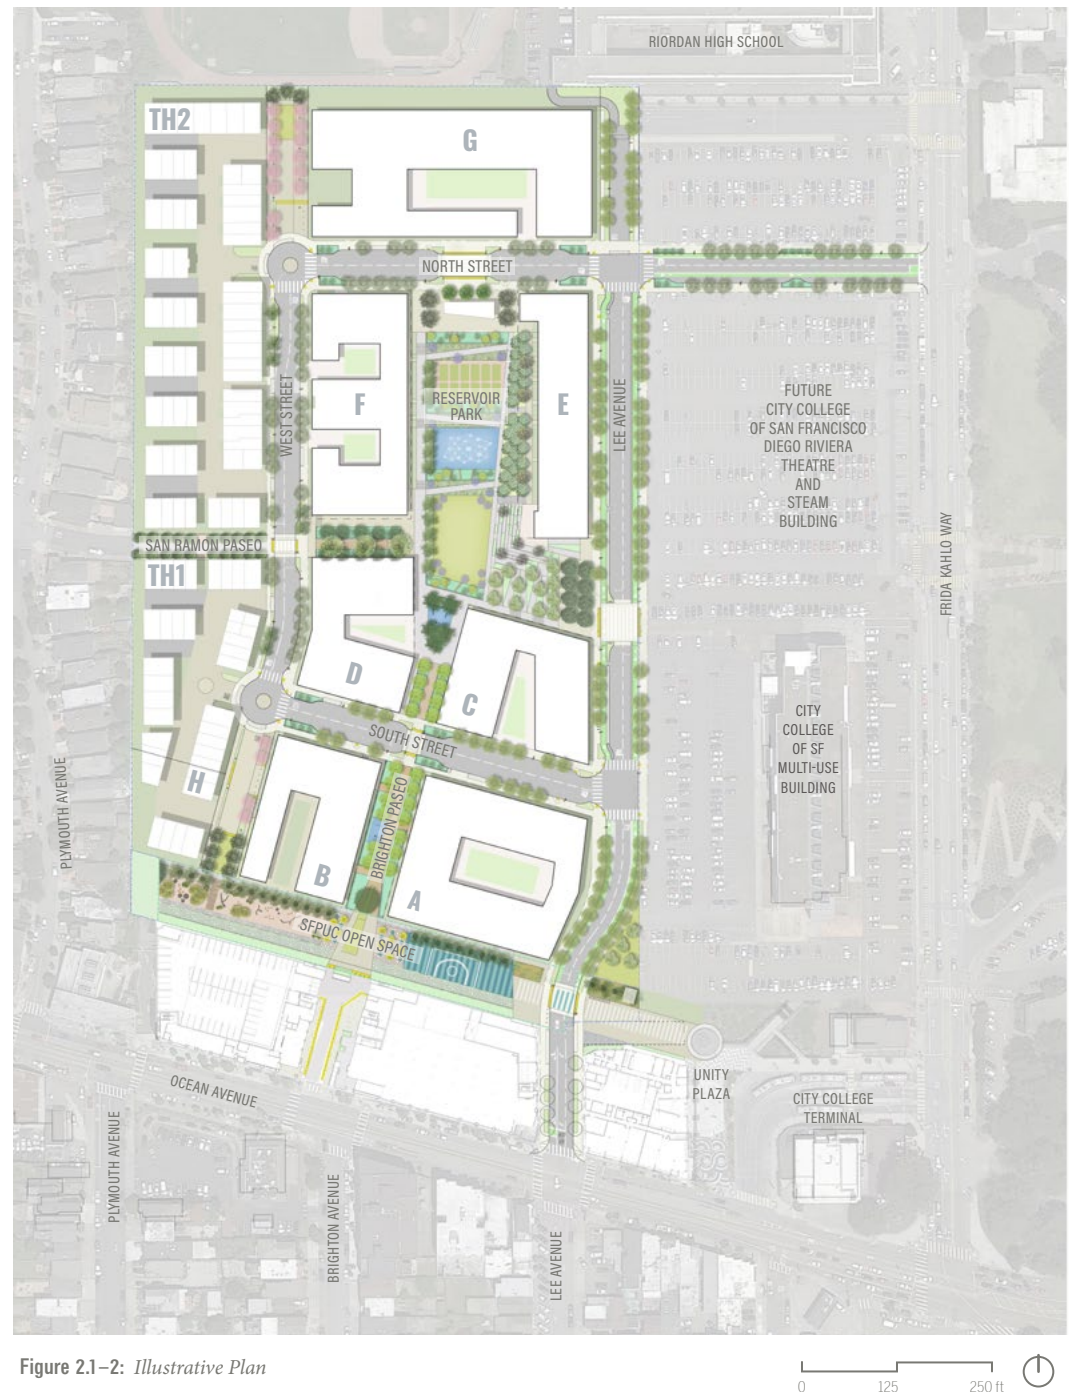 RIORDAN HIGH SCHOOL
TH2
G
NORTH STREET
WEST STREET
F
RESERVOIR
PARK
E
LEE AVENUE
FUTURE
CITY COLLEGE
OF SAN FRANCISCO
DIEGO RIVIERA
THEATRE
AND
STEAM
BUILDING
FRIDA KAHLO WAY
SAN RAMON PASEO
TH1
D
C
SOUTH STREET
CITY
COLLEGE
OF SF
MULTI-USE
BUILDING
PLYMOUTH AVENUE
H
BRIGHTON PASEO
B
A
SFPUC OPEN SPACE
OCEAN AVENUE
UNITY
PLAZA
CITY COLLEGE
TERMINAL
PLYMOUTH AVENUE
BRIGHTON AVENUE
LEE AVENUE
Figure 2.1–2: Illustrative Plan
0 125 250 ft